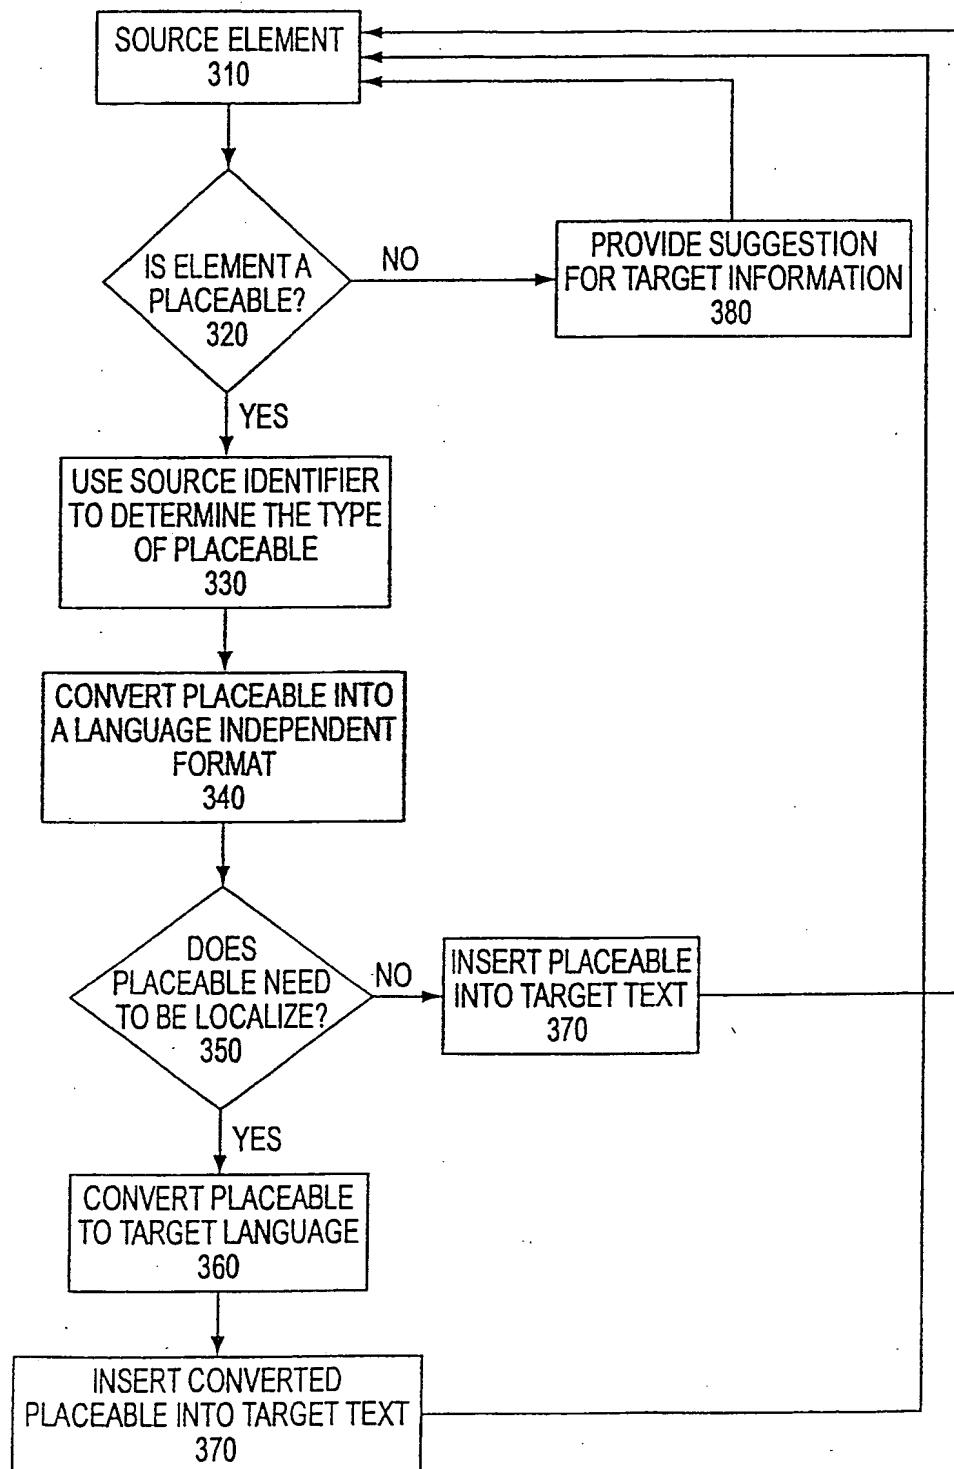 SOURCE ELEMENT
310
IS ELEMENT A
PLACEABLE?
320
NO
PROVIDE SUGGESTION
FOR TARGET INFORMATION
380
YES
USE SOURCE IDENTIFIER
TO DETERMINE THE TYPE
OF PLACEABLE
330
CONVERT PLACEABLE INTO
A LANGUAGE INDEPENDENT
FORMAT
340
DOES
PLACEABLE NEED
TO BE LOCALIZE?
350
NO
INSERT PLACEABLE
INTO TARGET TEXT
370
YES
CONVERT PLACEABLE
TO TARGET LANGUAGE
360
INSERT CONVERTED
PLACEABLE INTO TARGET TEXT
370